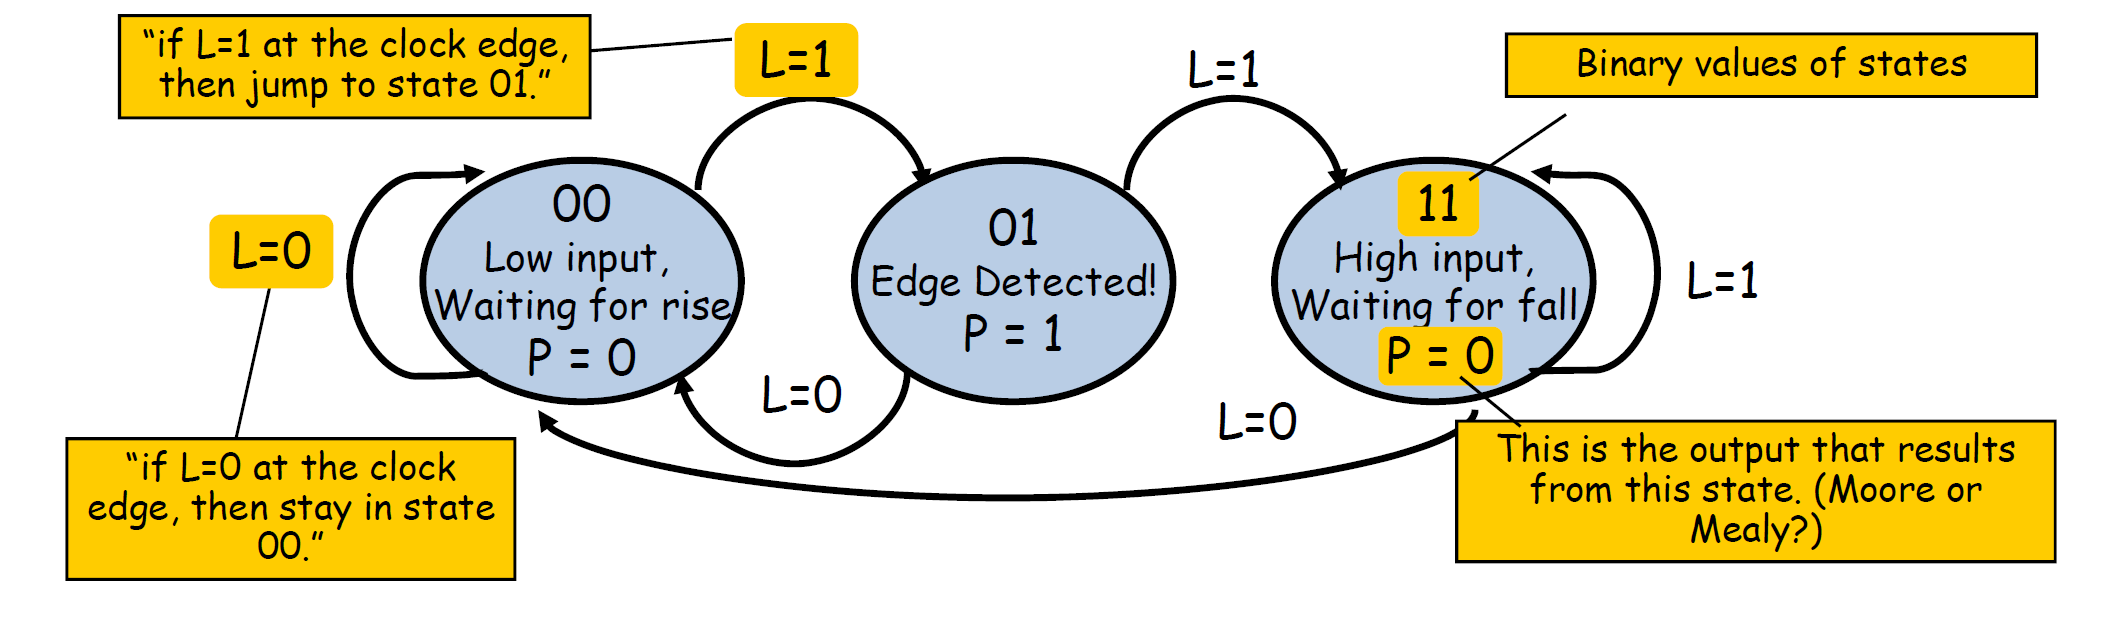 “if L=1 at the clock edge,
then jump to state 01.”
L=1
L=1
Binary values of states
L=0
00
Low input,
Waiting for rise
P = 0
01
Edge Detected!
P = 1
11
High input,
Waiting for fall
P = 0
L=1
L=0
L=0
“if L=0 at the clock
edge, then stay in state
00.”
This is the output that results
from this state. (Moore or
Mealy?)